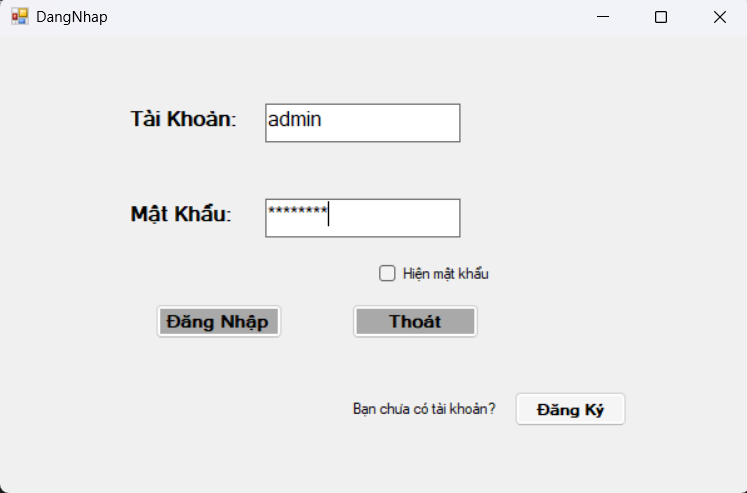 DangNhap
Tài Khoản:
admin
Mật Khẩu:
********
Hiện mật khẩu
Đăng Nhập Thoát
Bạn chưa có tài khoản? Đăng Ký